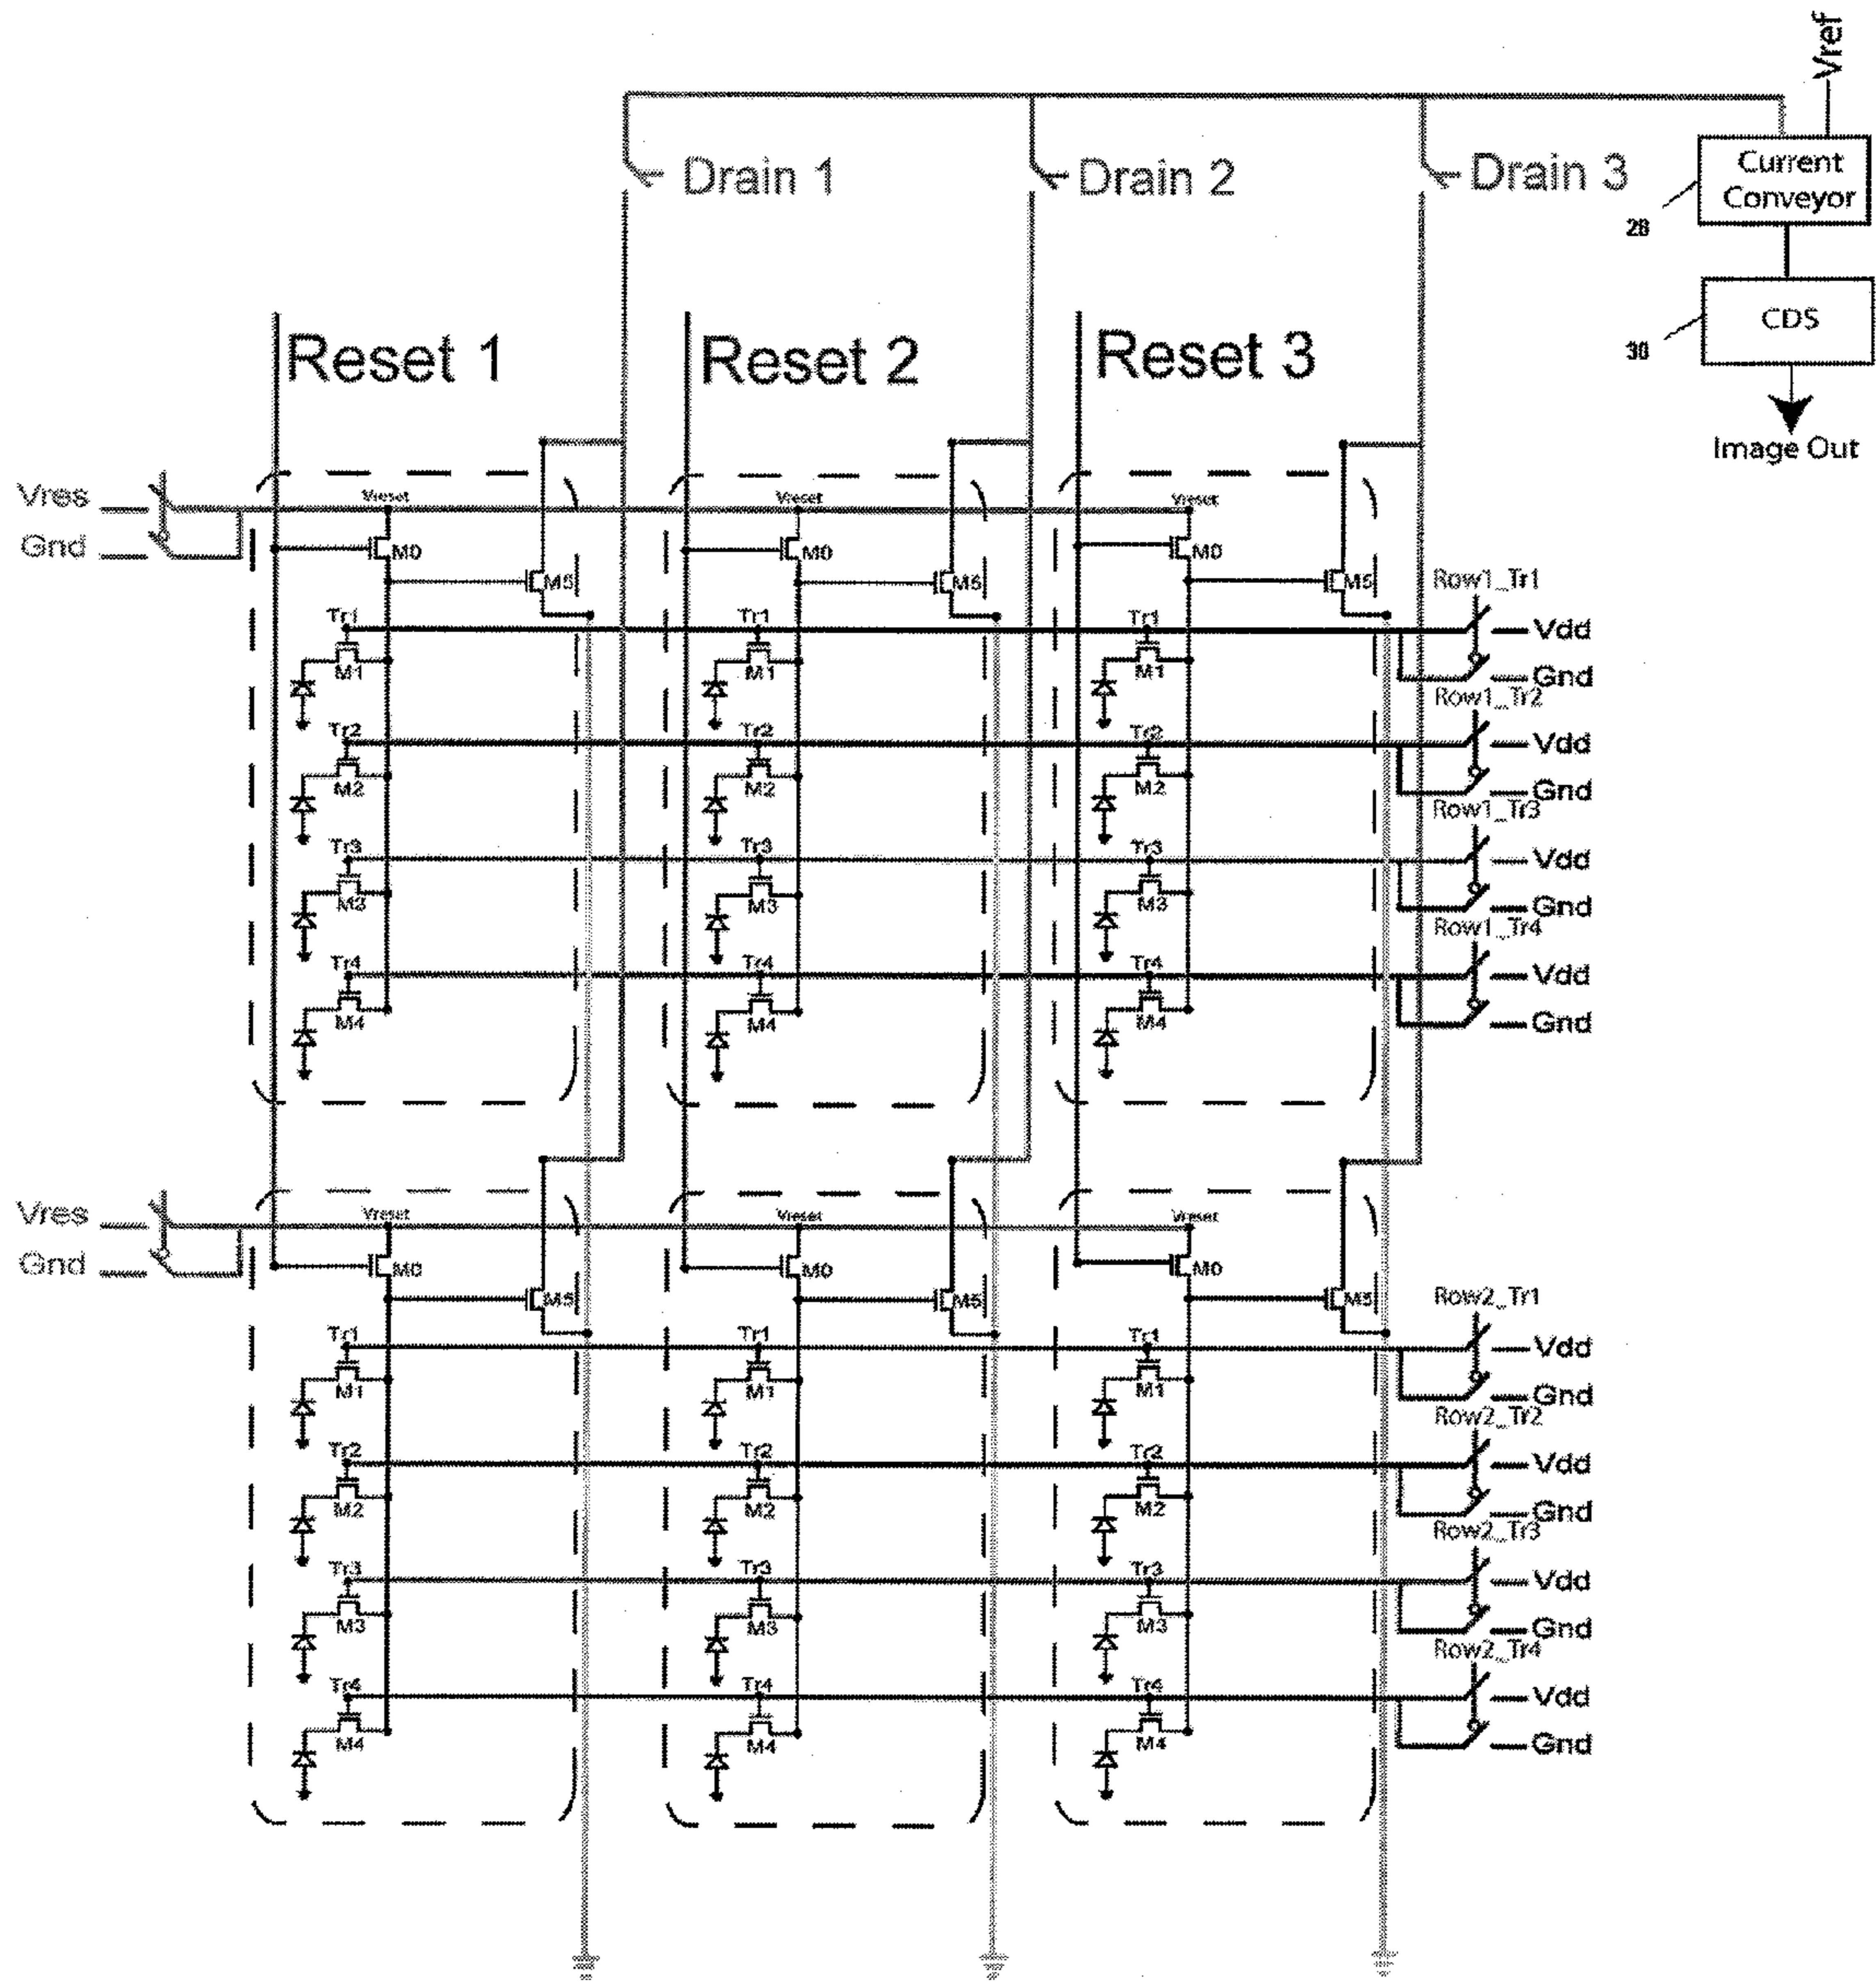 Vref
Drain 1 Drain 2 Drain 3
Current
Conveyor
20
CDS
30
Image Out
Reset 1 Reset 2 Reset 3
Vres
Gnd
Vreset Vreset Vreset
M0 M0 M0
M5 M5 M5
Row1_Tr1
Tr1 Tr1 Tr1 Vdd
M1 M1 M1 Gnd
Row1_Tr2
Tr2 Tr2 Tr2 Vdd
M2 M2 M2 Gnd
Row1_Tr3
Tr3 Tr3 Tr3 Vdd
M3 M3 M3 Gnd
Row1_Tr4
Tr4 Tr4 Tr4 Vdd
M4 M4 M4 Gnd
Vres
Gnd
Vreset Vreset Vreset
M0 M0 M0
M5 M5 M5
Row2_Tr1
Tr1 Tr1 Tr1 Vdd
M1 M1 M1 Gnd
Row2_Tr2
Tr2 Tr2 Tr2 Vdd
M2 M2 M2 Gnd
Row2_Tr3
Tr3 Tr3 Tr3 Vdd
M3 M3 M3 Gnd
Row2_Tr4
Tr4 Tr4 Tr4 Vdd
M4 M4 M4 Gnd